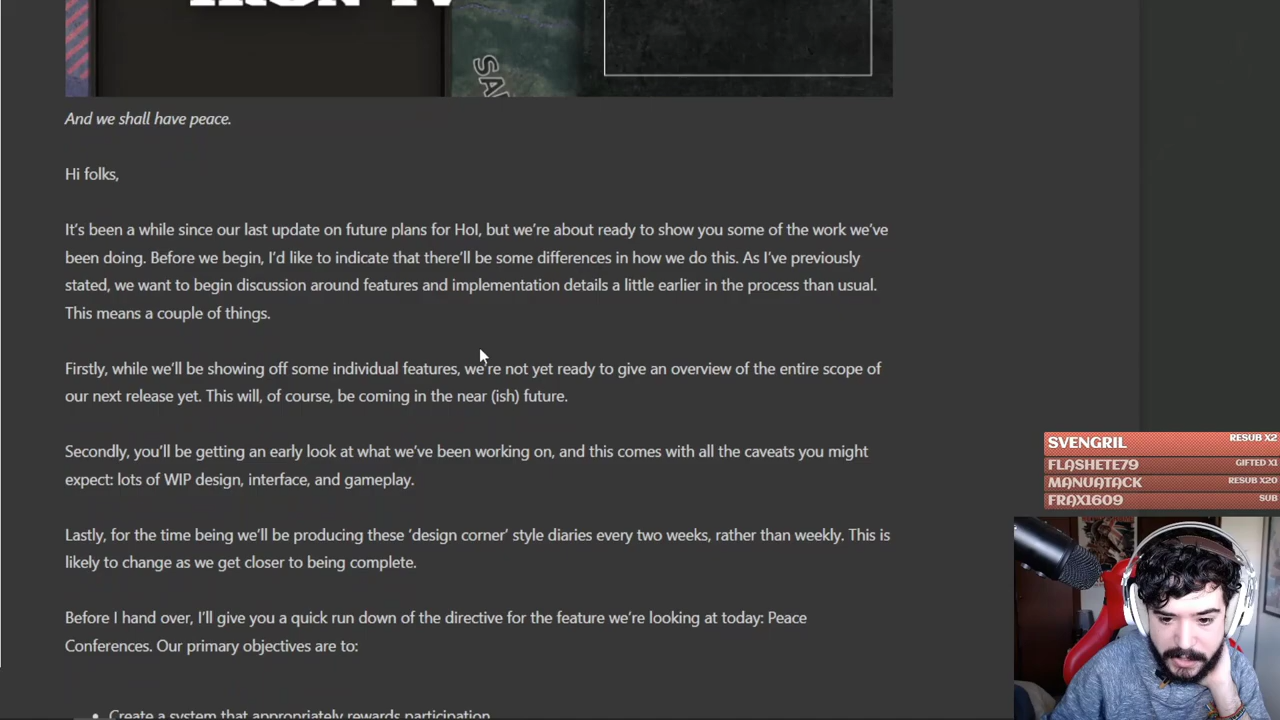 And we shall have peace.
Hi folks,
It's been a while since our last update on future plans for HoI, but we're about ready to show you some of the work we've
been doing. Before we begin, I'd like to indicate that there'll be some differences in how we do this. As I've previously
stated, we want to begin discussion around features and implementation details a little earlier in the process than usual.
This means a couple of things.
Firstly, while we'll be showing off some individual features, we're not yet ready to give an overview of the entire scope of
our next release yet. This will, of course, be coming in the near (ish) future.
Secondly, you'll be getting an early look at what we've been working on, and this comes with all the caveats you might
expect: lots of WIP design, interface, and gameplay.
Lastly, for the time being we'll be producing these 'design corner' style diaries every two weeks, rather than weekly. This is
likely to change as we get closer to being complete.
Before I hand over, I'll give you a quick run down of the directive for the feature we're looking at today: Peace
Conferences. Our primary objectives are to:
• Create a system that appropriately rewards participation
SVENGRIL RESUB X2
FLASHETE79 GIFTED X1
MANUATACK RESUB X20
FRAX1609 SUB